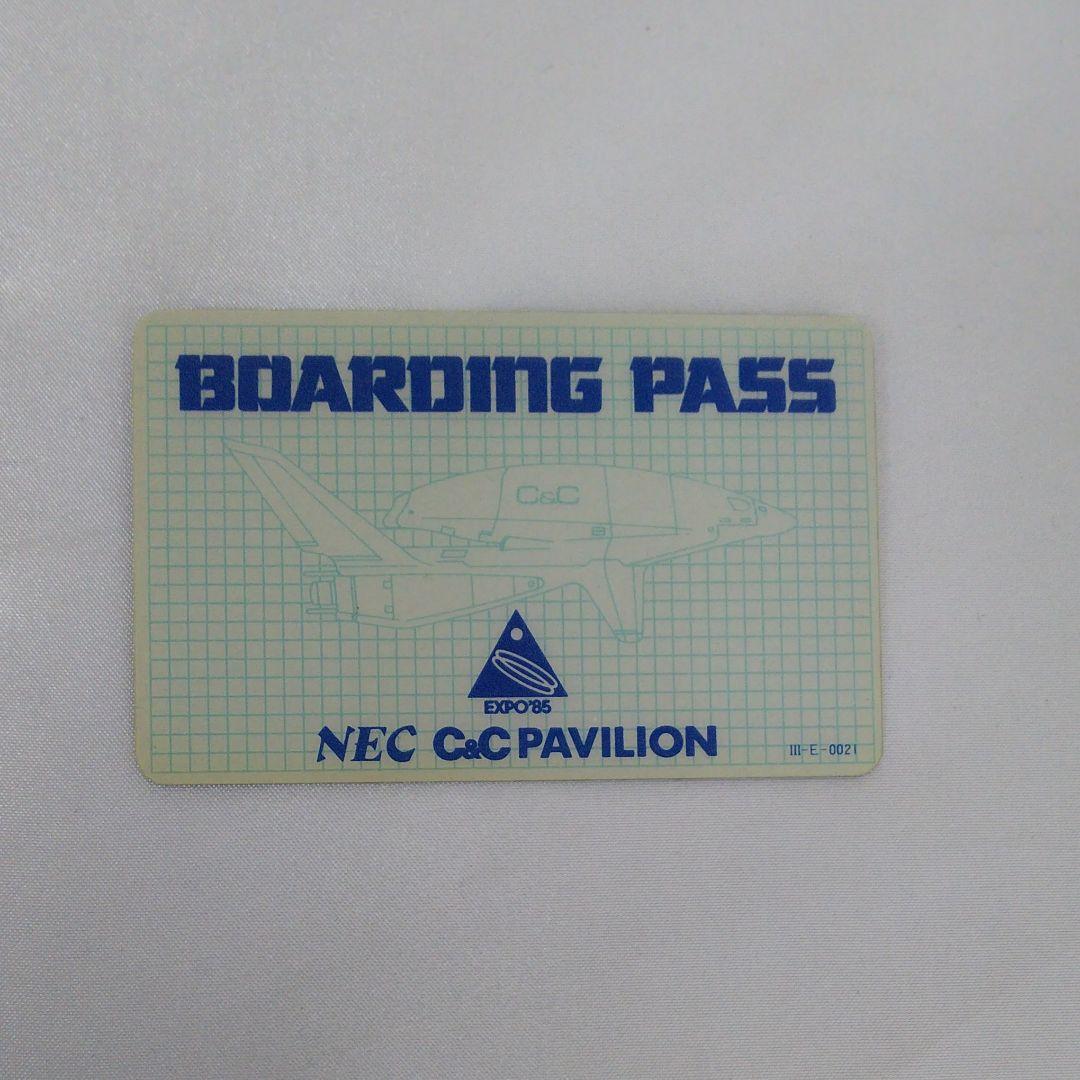 BOARDING PASS
C&C
EXPO'85
NEC C&C PAVILION
III-E-0021